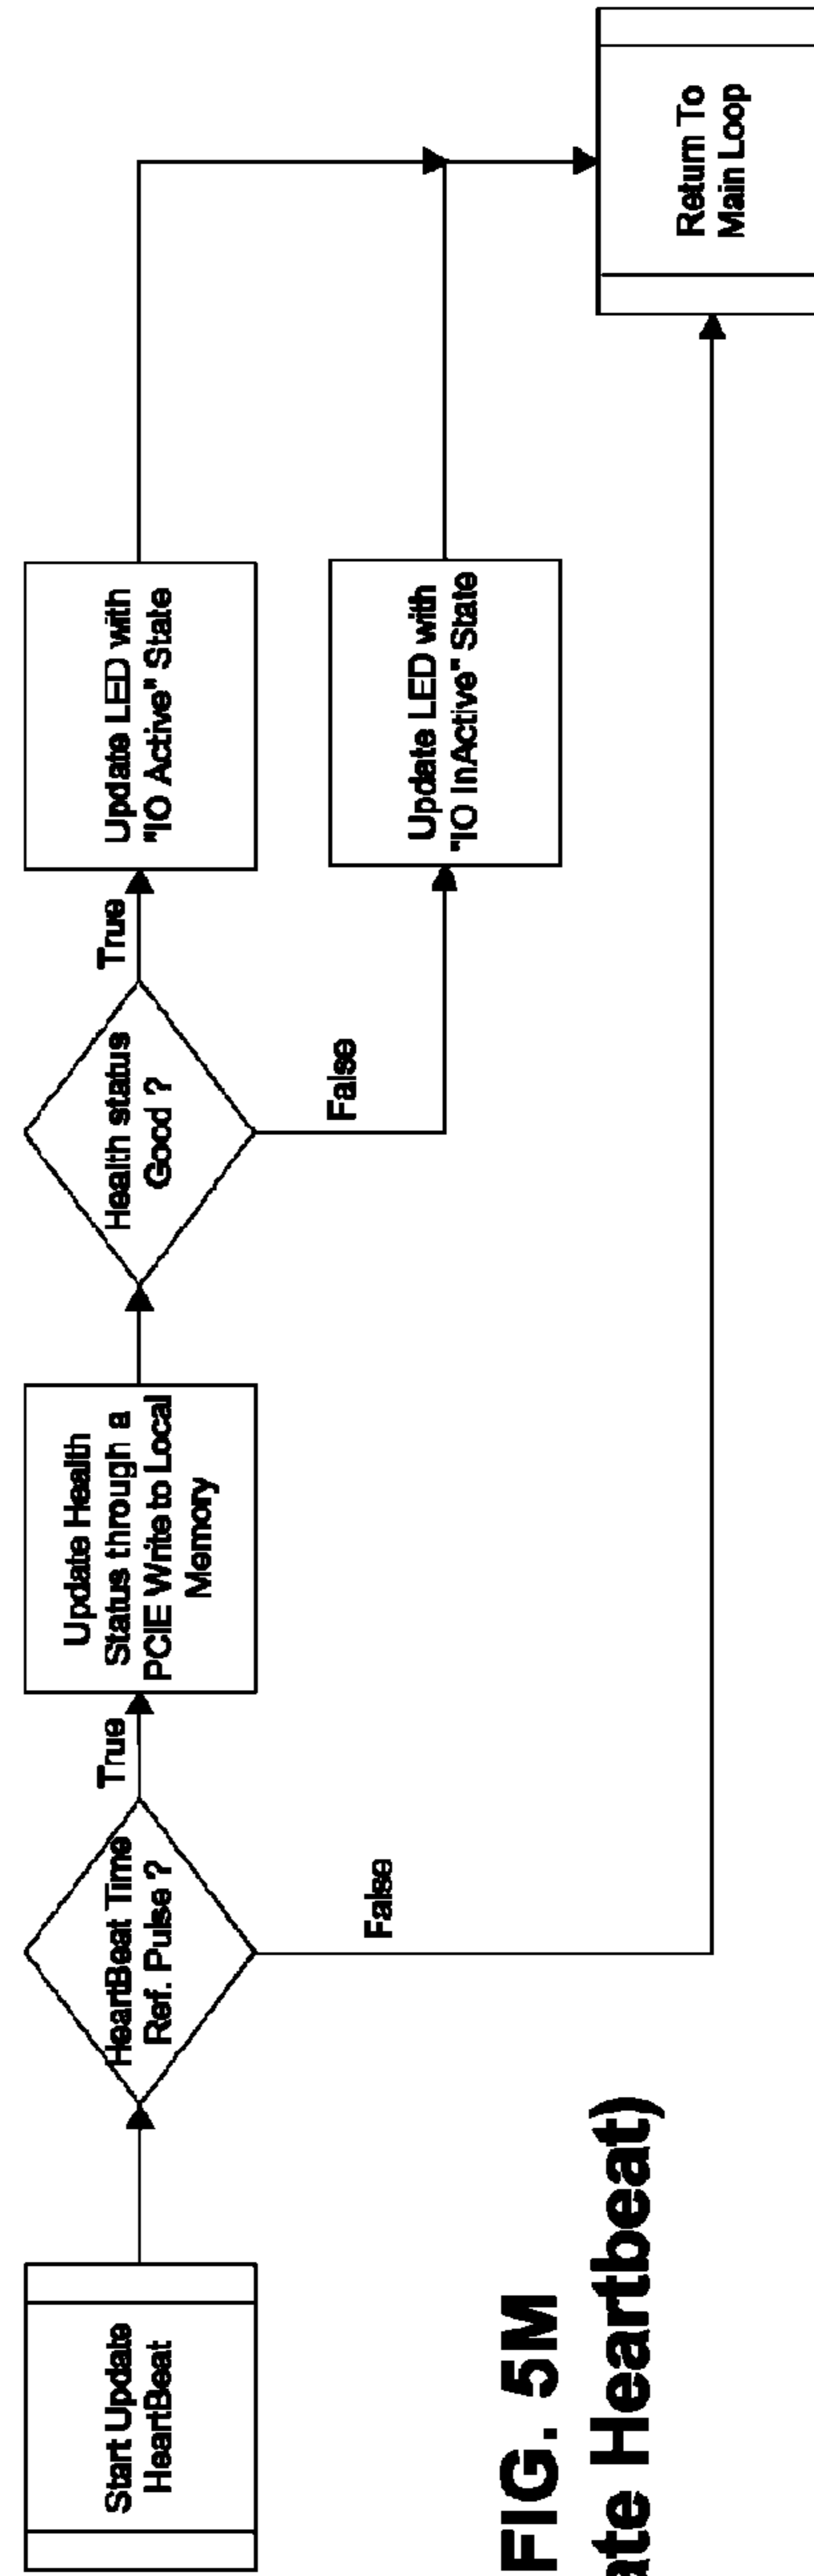 Start Update
HeartBeat
HeartBeat Time
Ref. Pulse ?
True
False
Update Health
Status through a
PCIE Write to Local
Memory
Health status
Good ?
True
False
Update LED with
"IO Active" State
Update LED with
"IO InActive" State
Return To
Main Loop
FIG. 5M
Heartbeat)